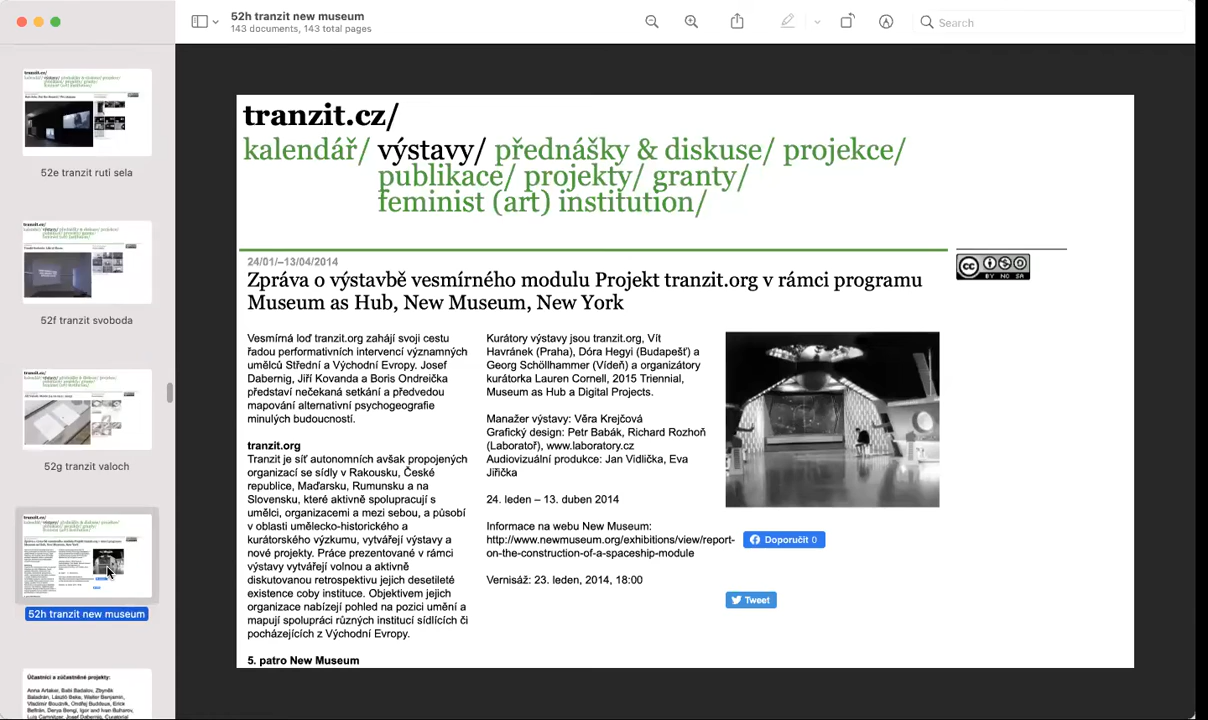 52h tranzit new museum
143 documents, 143 total pages
Search
52e tranzit ruti sela
52f tranzit svoboda
52g tranzit valoch
52h tranzit new museum
Účastníci a zúčastněné projekty:
tranzit.cz/
kalendář/ výstavy/ přednášky & diskuse/ projekce/
publikace/ projekty/ granty/
feminist (art) institution/
24/01/–13/04/2014
Zpráva o výstavbě vesmírného modulu Projekt tranzit.org v rámci programu
Museum as Hub, New Museum, New York
BY NC SA
Vesmírná loď tranzit.org zahájí svoji cestu
řadou performativních intervencí významných
umělců Střední a Východní Evropy. Josef
Dabernig, Jiří Kovanda a Boris Ondreička
představí nečekaná setkání a předvedou
mapování alternativní psychogeografie
minulých budoucností.
tranzit.org
Tranzit je síť autonomních avšak propojených
organizací se sídly v Rakousku, České
republice, Maďarsku, Rumunsku a na
Slovensku, které aktivně spolupracují s
umělci, organizacemi a mezi sebou, a působí
v oblasti umělecko-historického a
kurátorského výzkumu, vytvářejí výstavy a
nové projekty. Práce prezentované v rámci
výstavy vytvářejí volnou a aktivně
diskutovanou retrospektivu jejich desetileté
existence coby instituce. Objektivem jejich
organizace nabízejí pohled na pozici umění a
mapují spolupráci různých institucí sídlících či
pocházejících z Východní Evropy.
5. patro New Museum
Kurátory výstavy jsou tranzit.org, Vít
Havránek (Praha), Dóra Hegyi (Budapešť) a
Georg Schöllhammer (Vídeň) a organizátory
kurátorka Lauren Cornell, 2015 Triennial,
Museum as Hub a Digital Projects.
Manažer výstavy: Věra Krejčová
Grafický design: Petr Babák, Richard Rozhoň
(Laboratoř), www.laboratory.cz
Audiovizuální produkce: Jan Vidlička, Eva
Jiřička
24. leden – 13. duben 2014
Informace na webu New Museum:
http://www.newmuseum.org/exhibitions/view/report-
on-the-construction-of-a-spaceship-module
Vernisáž: 23. leden, 2014, 18:00
Doporučit 0
Tweet